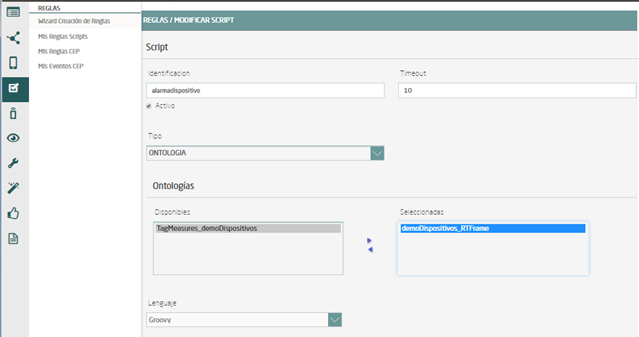 REGLAS
Wizard Creación de Reglas
Mis Reglas Scripts
Mis Reglas CEP
Mis Eventos CEP
REGLAS / MODIFICAR SCRIPT
Script
Identificacion
Timeout
alarmadispositivo
10
Activo
Tipo
ONTOLOGIA
Ontologías
Disponibles
Seleccionadas
TagMeasures_demoDispositivos
demoDispositivos_RTFrame
Lenguaje
Groovy